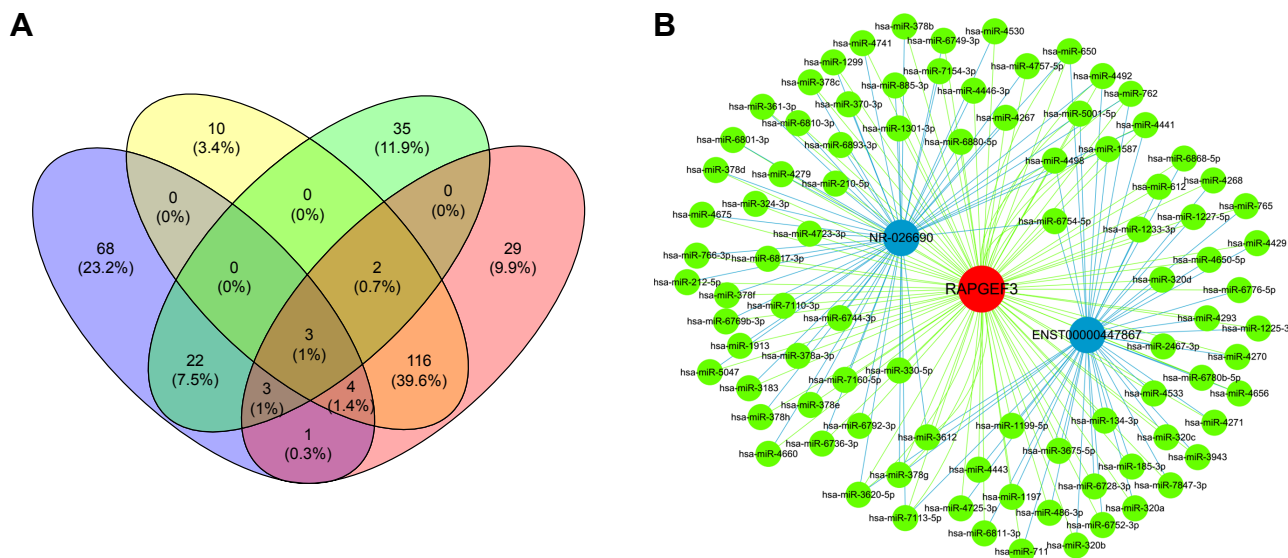 A
10
(3.4%)
35
(11.9%)
0
(0%)
0
(0%)
0
(0%)
68
(23.2%)
29
(9.9%)
0
(0%)
2
(0.7%)
3
(1%)
22
(7.5%)
116
(39.6%)
3
(1%)
4
(1.4%)
1
(0.3%)
B
hsa-miR-378b
hsa-miR-4530
hsa-miR-4741
hsa-miR-6749-3p
hsa-miR-650
hsa-miR-1299
hsa-miR-7154-3p
hsa-miR-4757-5p
hsa-miR-4492
hsa-miR-378c
hsa-miR-885-3p
hsa-miR-4446-3p
hsa-miR-762
hsa-miR-361-3p
hsa-miR-370-3p
hsa-miR-4267
hsa-miR-5001-5p
hsa-miR-6810-3p
hsa-miR-1301-3p
hsa-miR-4441
hsa-miR-6801-3p
hsa-miR-6893-3p
hsa-miR-6880-5p
hsa-miR-1587
hsa-miR-4498
hsa-miR-6868-5p
hsa-miR-378d
hsa-miR-4279
hsa-miR-210-5p
hsa-miR-612
hsa-miR-4268
hsa-miR-324-3p
hsa-miR-765
hsa-miR-4675
hsa-miR-6754-5p
hsa-miR-1227-5p
hsa-miR-4723-3p
NR-026690
hsa-miR-1233-3p
hsa-miR-4429
hsa-miR-766-3p
hsa-miR-6817-3p
hsa-miR-4650-5p
hsa-miR-212-5p
RAPGEF3
hsa-miR-320d
hsa-miR-378f
hsa-miR-7110-3p
hsa-miR-6776-5p
hsa-miR-6769b-3p
hsa-miR-6744-3p
hsa-miR-4293
hsa-miR-1225-3
ENST00000447867
hsa-miR-1913
hsa-miR-378a-3p
hsa-miR-2467-3p
hsa-miR-4270
hsa-miR-5047
hsa-miR-330-5p
hsa-miR-3183
hsa-miR-7160-5p
hsa-miR-6780b-5p
hsa-miR-4656
hsa-miR-4533
hsa-miR-378h
hsa-miR-378e
hsa-miR-6792-3p
hsa-miR-1199-5p
hsa-miR-134-3p
hsa-miR-4271
hsa-miR-4660
hsa-miR-6736-3p
hsa-miR-3612
hsa-miR-3675-5p
hsa-miR-320c
hsa-miR-3943
hsa-miR-378g
hsa-miR-4443
hsa-miR-185-3p
hsa-miR-3620-5p
hsa-miR-1197
hsa-miR-6728-3p
hsa-miR-7847-3p
hsa-miR-7113-5p
hsa-miR-4725-3p
hsa-miR-486-3p
hsa-miR-320a
hsa-miR-6811-3p
hsa-miR-6752-3p
hsa-miR-711
hsa-miR-320b